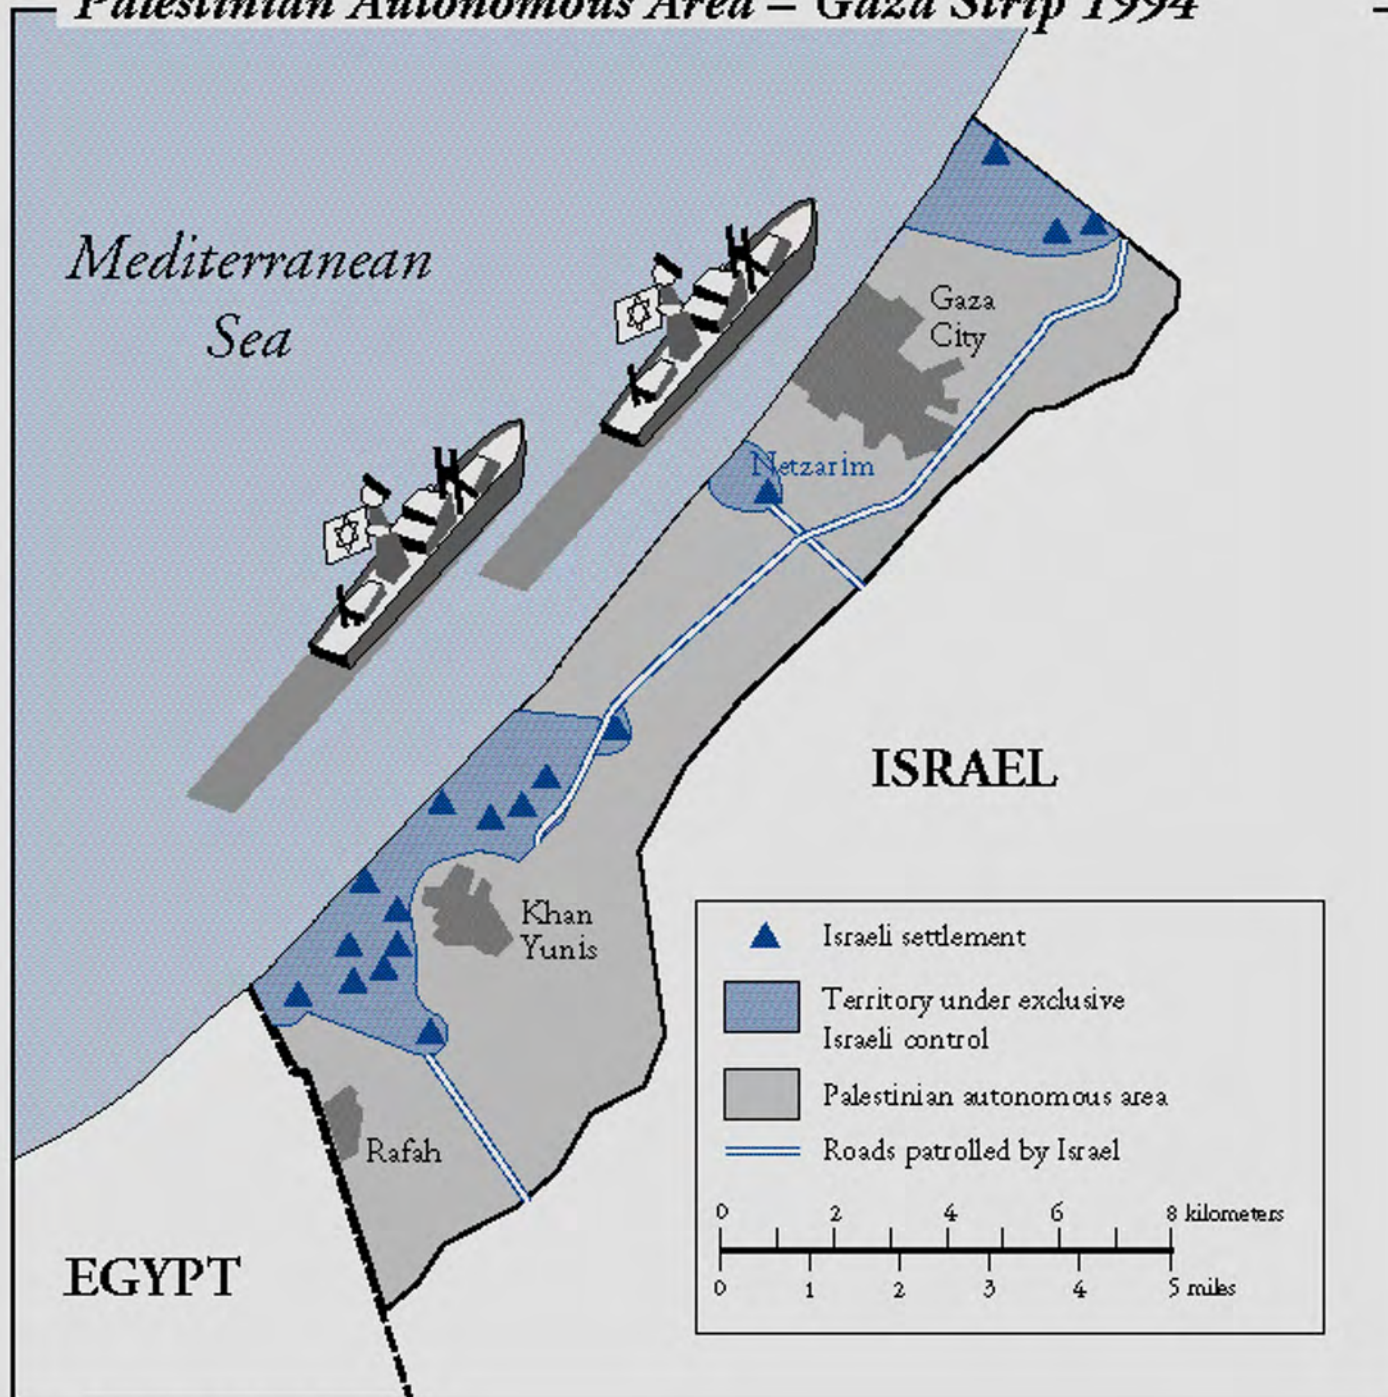 Palestinian Autonomous Area – Gaza Strip 1994
Mediterranean
Sea
Gaza
City
Netzarim
ISRAEL
Khan
Yunis
Rafah
EGYPT
Israeli settlement
Territory under exclusive
Israeli control
Palestinian autonomous area
Roads patrolled by Israel
0 2 4 6 8 kilometers
0 1 2 3 4 5 miles